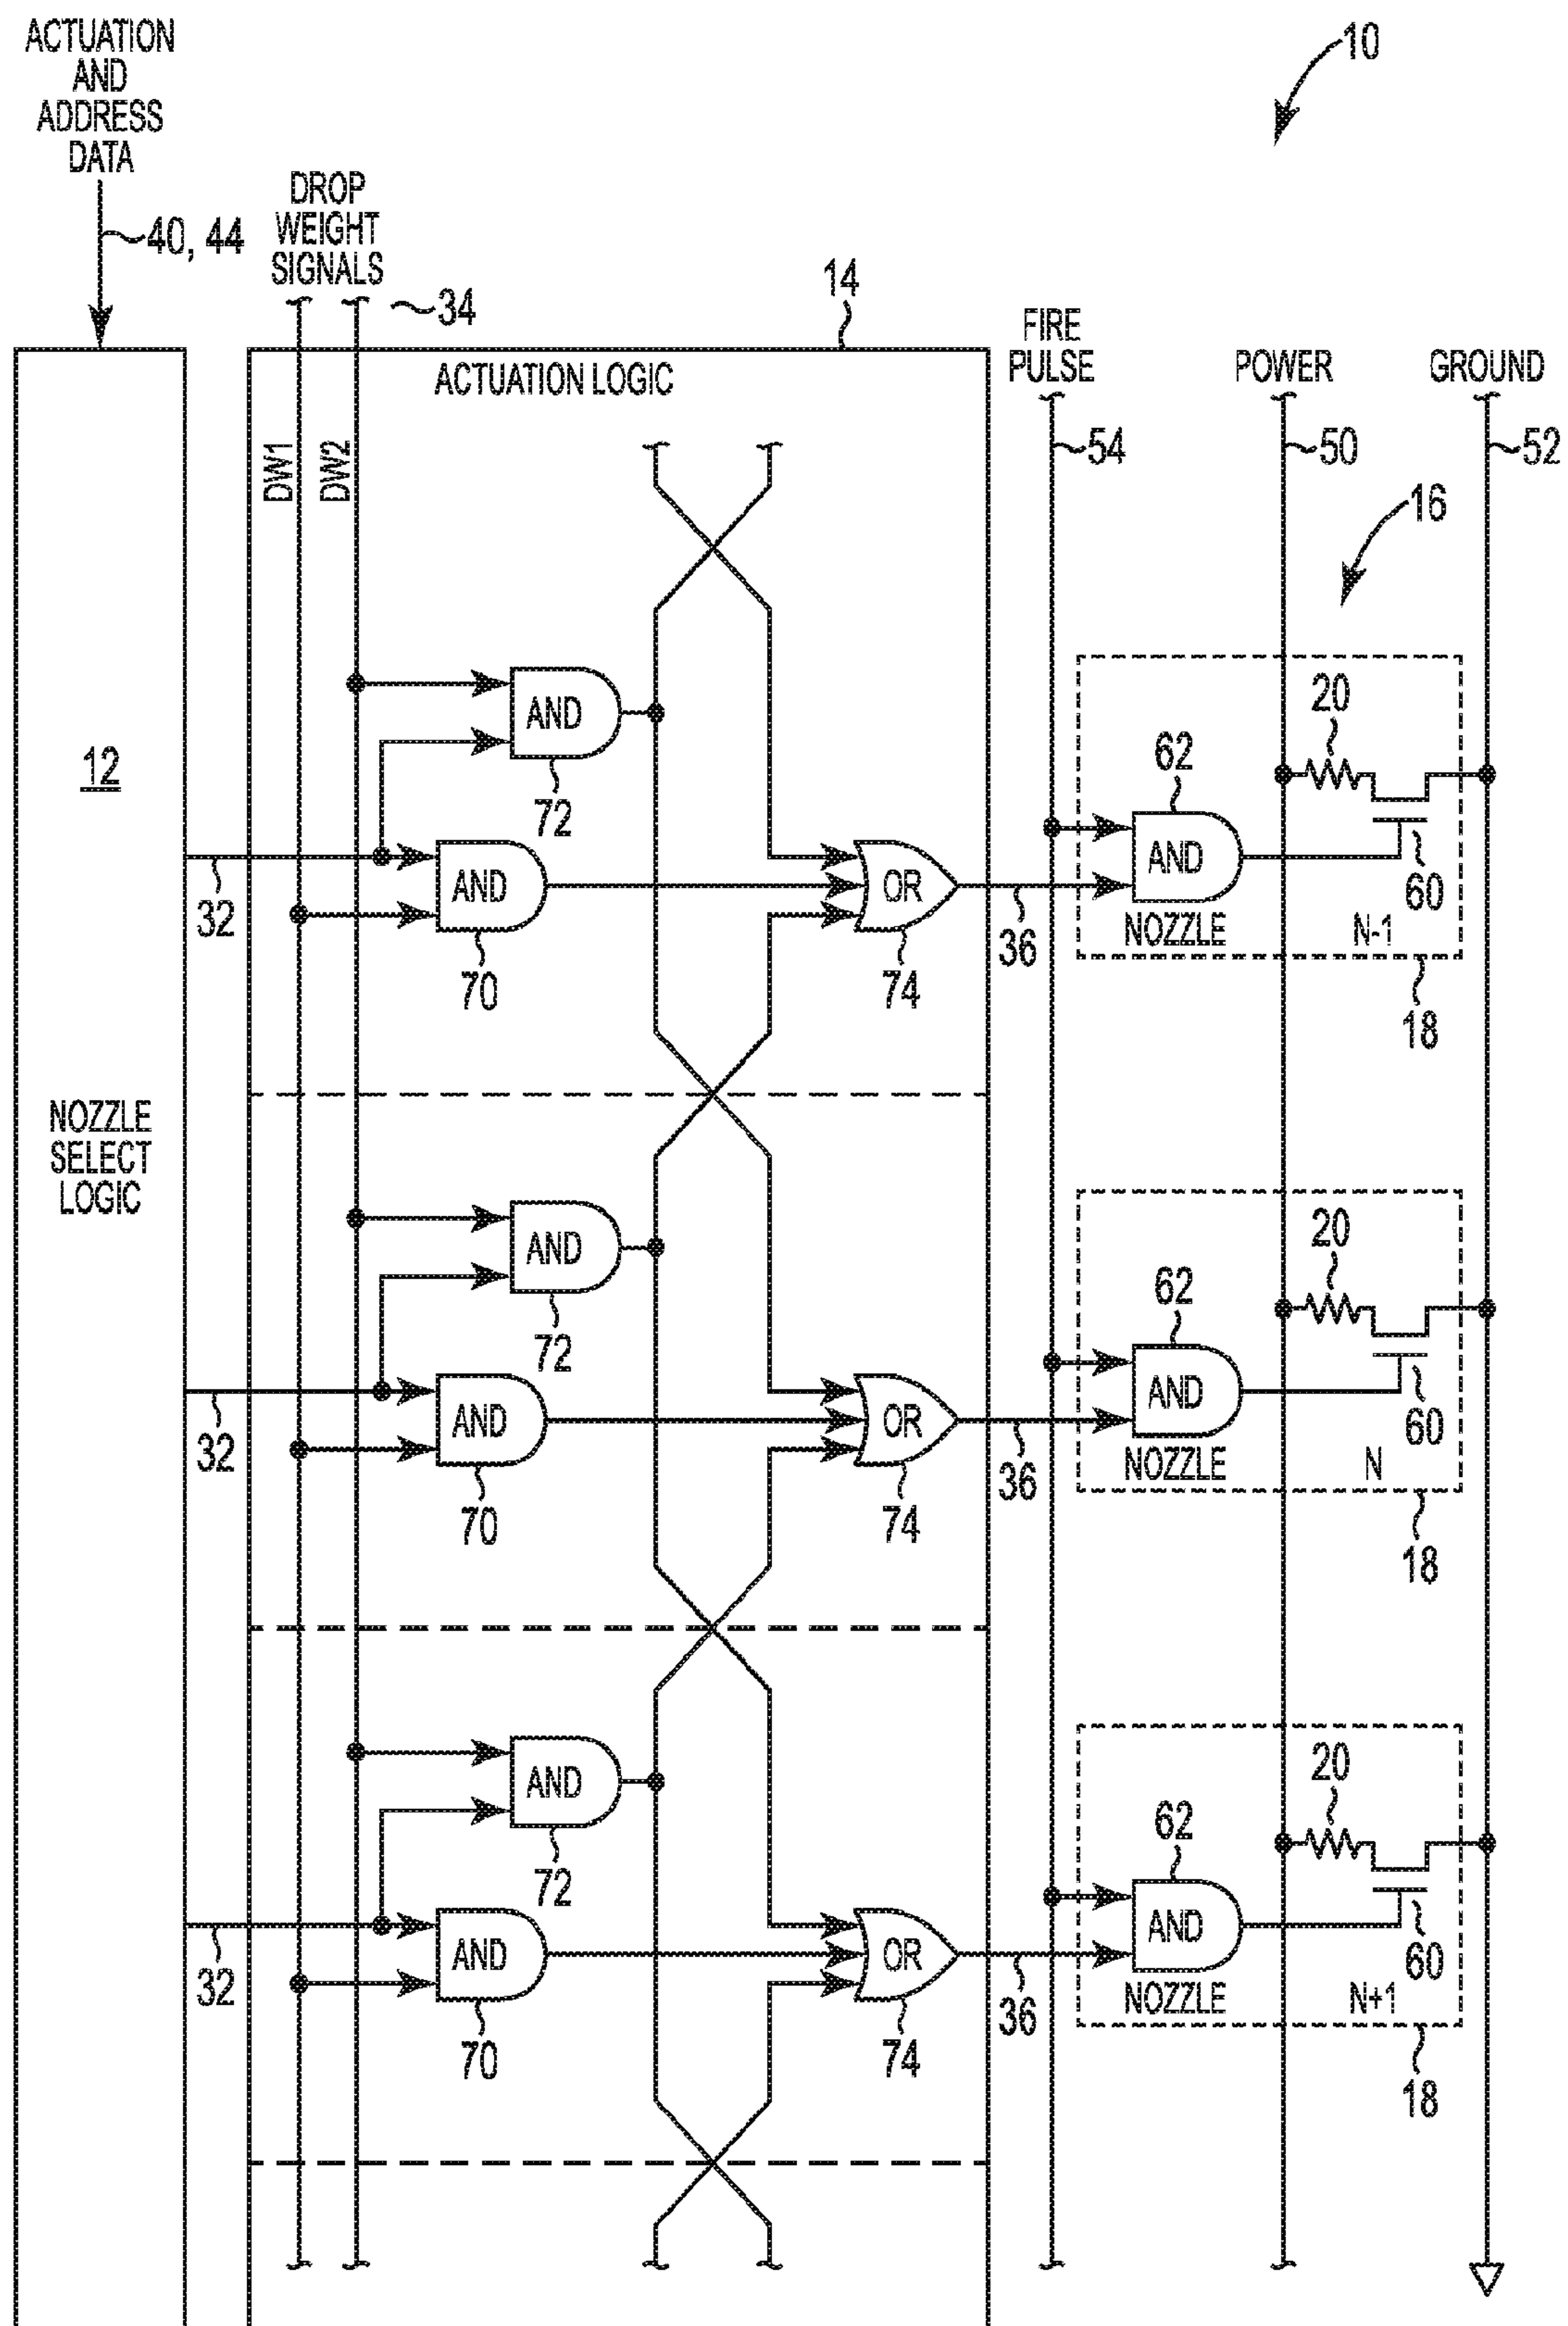 ACTUATION
AND
ADDRESS
DATA
40, 44
DROP
WEIGHT
SIGNALS
34
10
14
ACTUATION LOGIC
FIRE
PULSE
54
POWER
50
GROUND
52
16
DW1
DW2
12
NOZZLE
SELECT
LOGIC
AND
72
32
AND
70
OR
74
36
62
AND
20
60
NOZZLE N-1
18
AND
72
32
AND
70
OR
74
36
62
AND
20
60
NOZZLE N
18
AND
72
32
AND
70
OR
74
36
62
AND
20
60
NOZZLE N+1
18